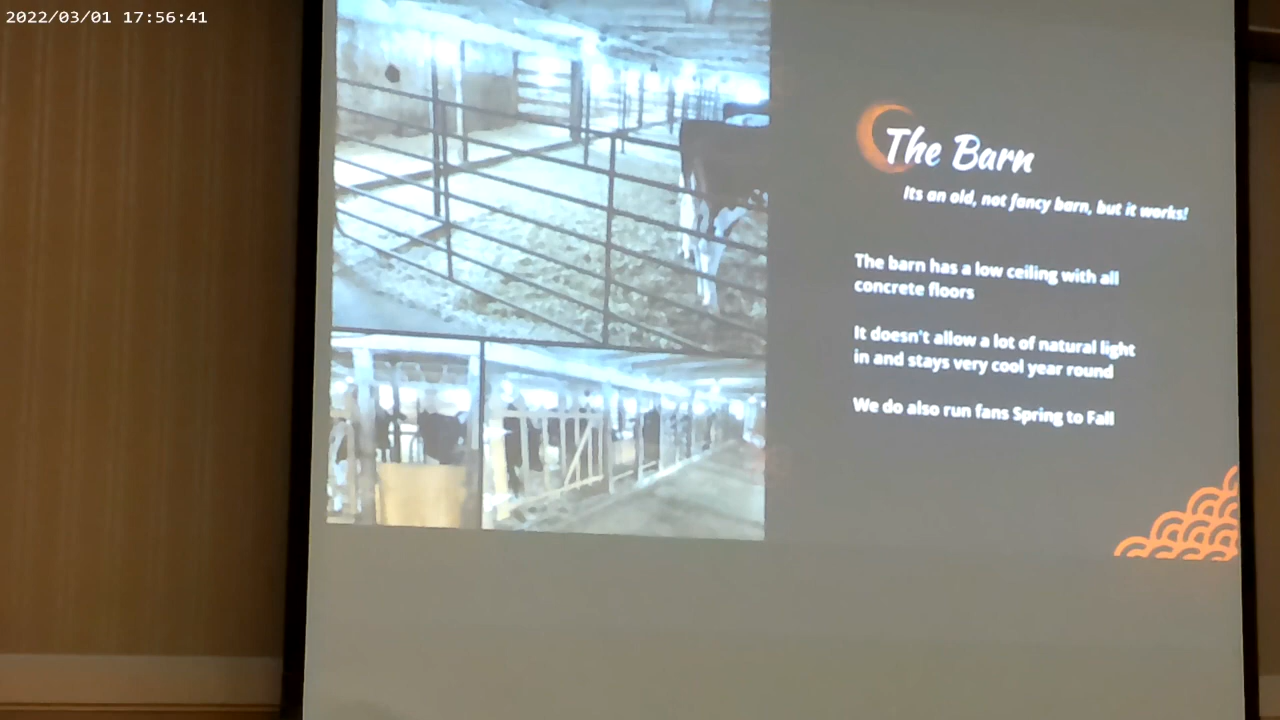 2022/03/01 17:56:41
The Barn
Its an old, not fancy barn, but it works!
The barn has a low ceiling with all
concrete floors
It doesn't allow a lot of natural light
in and stays very cool year round
We do also run fans Spring to Fall